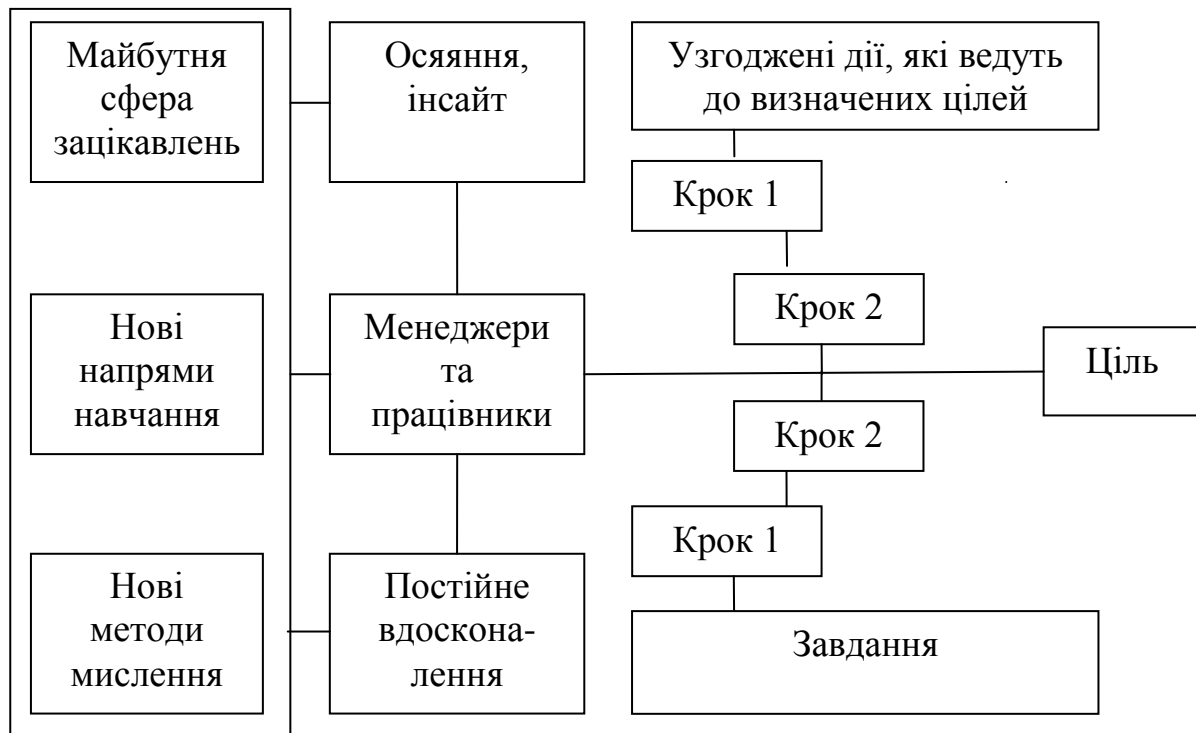 Майбутня
сфера
зацікавлень
Осяяння,
інсайт
Узгоджені дії, які ведуть
до визначених цілей
Крок 1
Крок 2
Нові
напрями
навчання
Менеджери
та
працівники
Ціль
Крок 2
Крок 1
Нові
методи
мислення
Постійне
вдоскона-
лення
Завдання